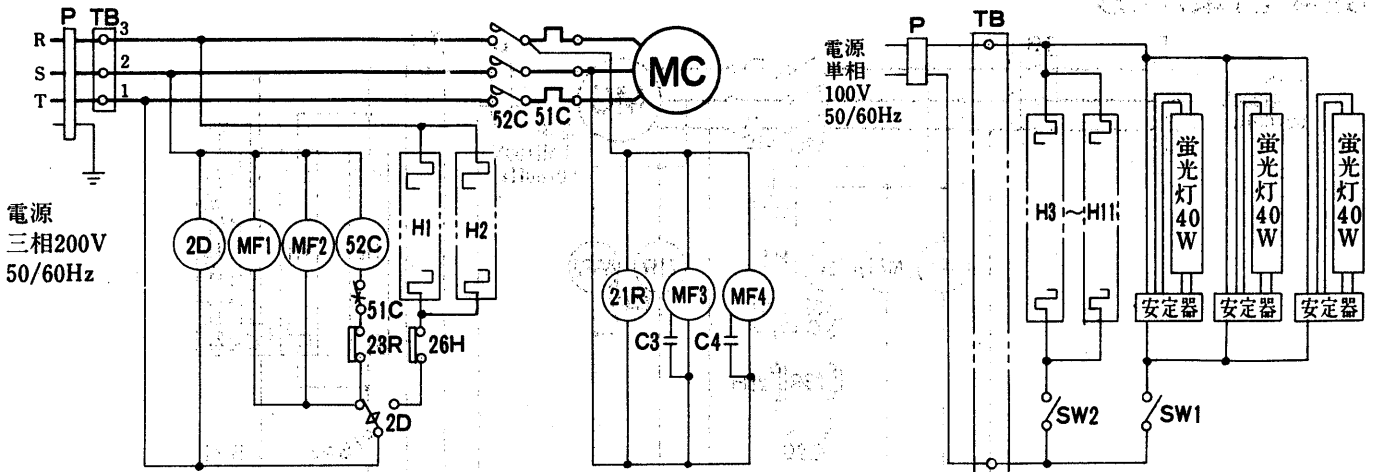 P TB
R 3
S 2
T 1
電源
三相200V
50/60Hz
MC
52C 51C
2D
MF1
MF2
52C
H1
H2
51C
23R
26H
2D
21R
MF3
MF4
C3
C4
電源
単相
100V
50/60Hz
P
TB
H3
～
H11
蛍光灯40W
蛍光灯40W
蛍光灯40W
安定器
安定器
安定器
SW2
SW1